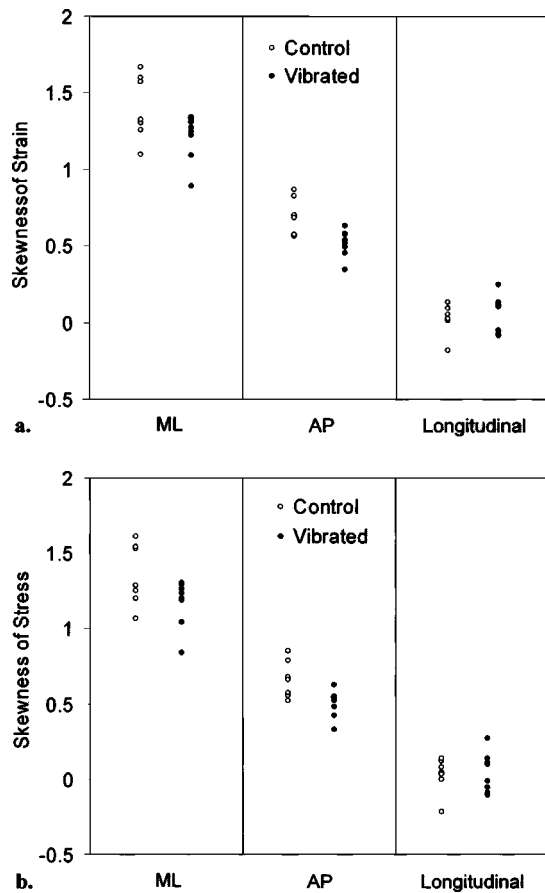 2
Control
Vibrated
1.5
1
0.5
0
-0.5
Skewnessof Strain
a.
ML AP Longitudinal
2
Control
Vibrated
1.5
1
0.5
0
-0.5
Skewness of Stress
b.
ML AP Longitudinal